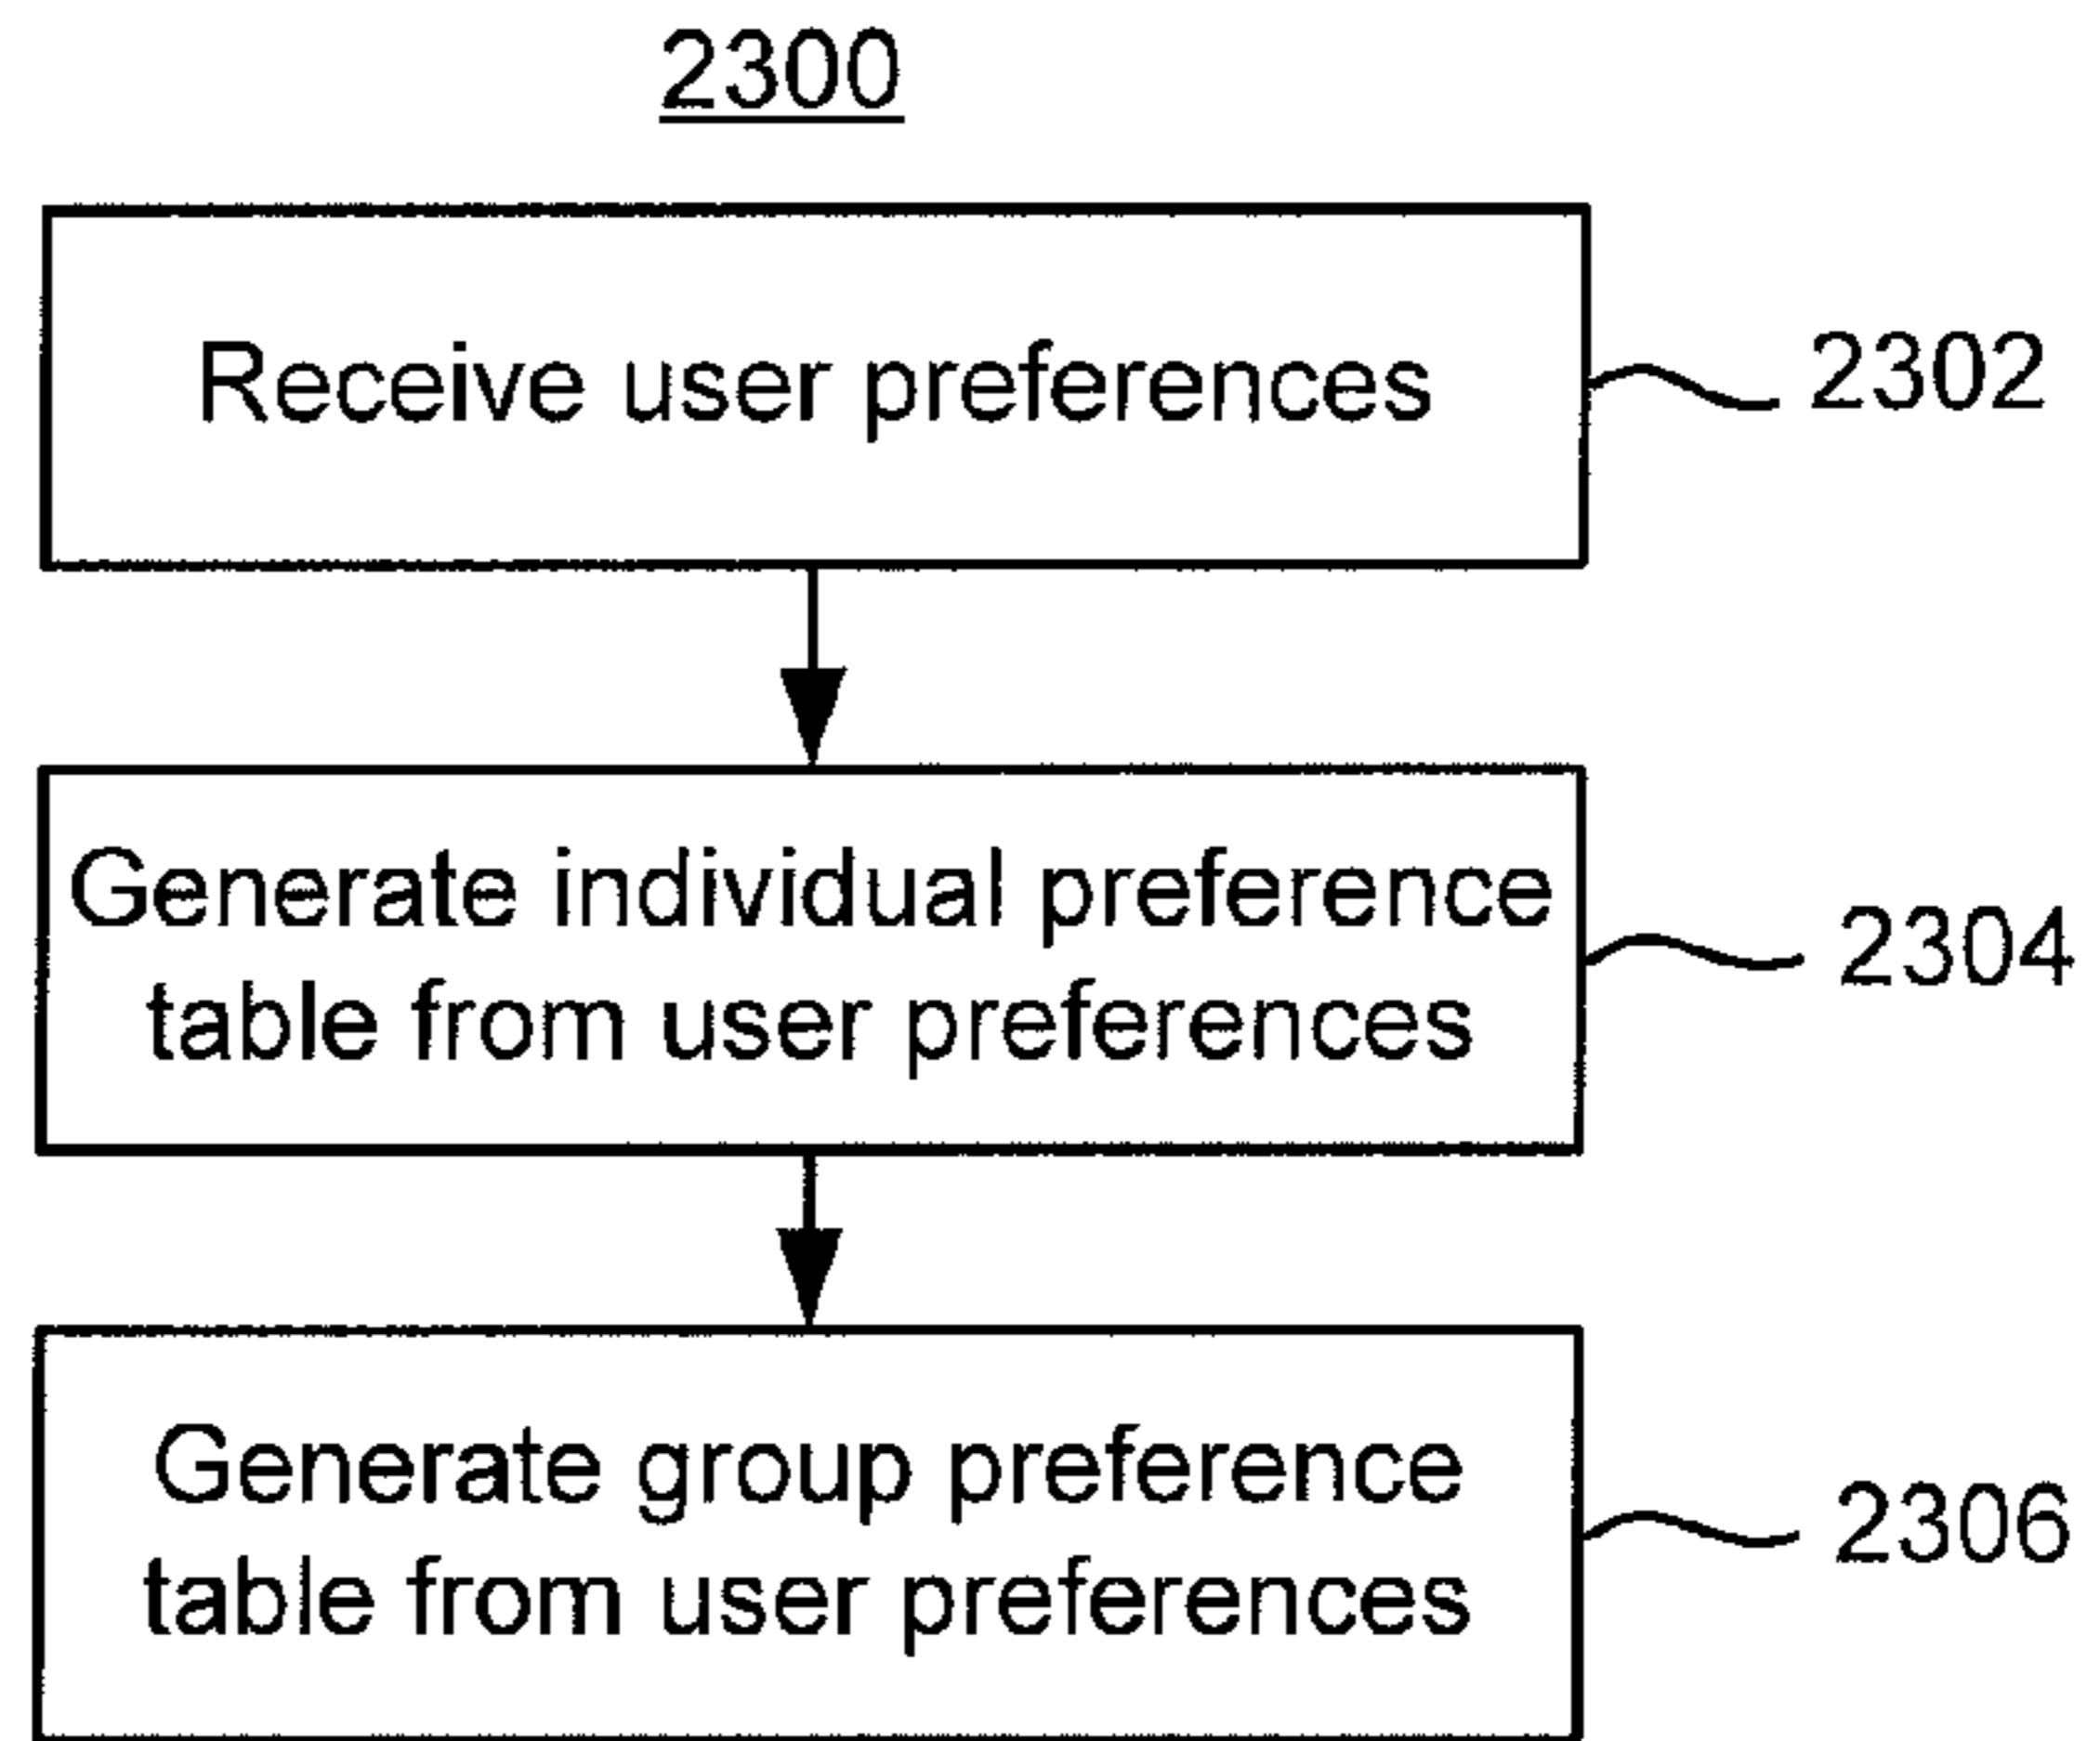 2300
Receive user preferences
2302
Generate individual preference
table from user preferences
2304
Generate group preference
table from user preferences
2306